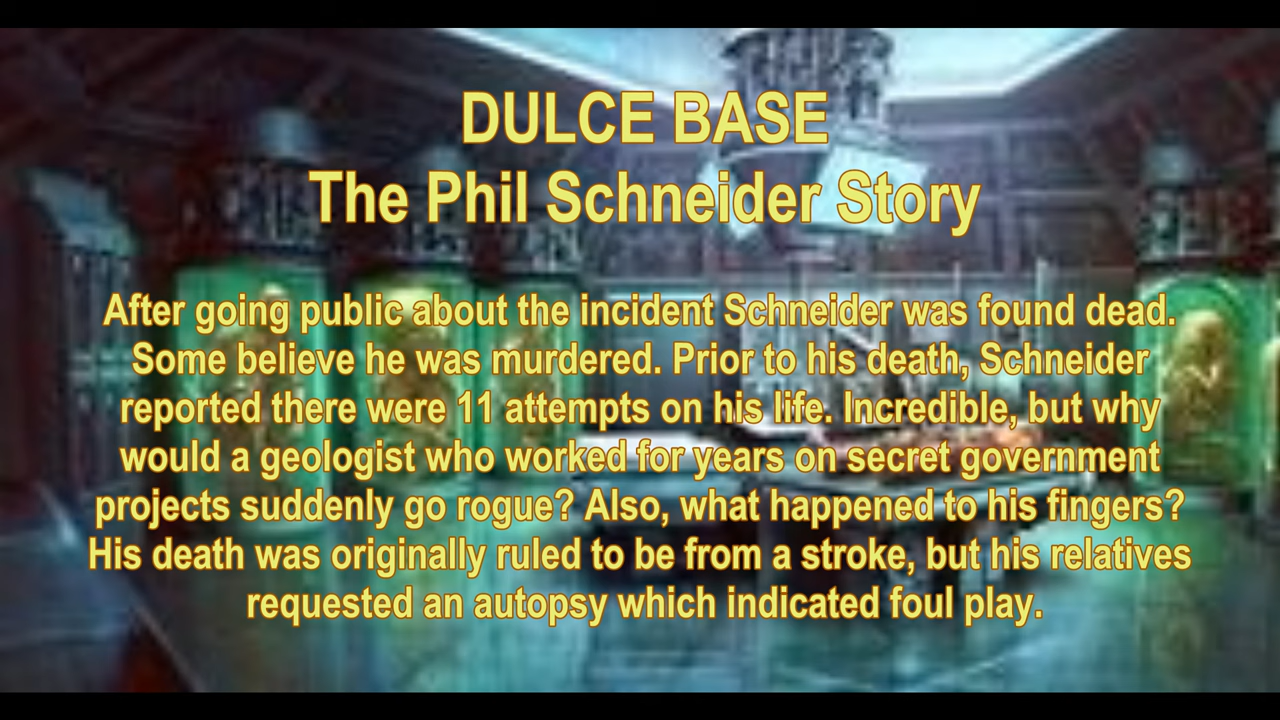 DULCE BASE
The Phil Schneider Story
After going public about the incident Schneider was found dead.
Some believe he was murdered. Prior to his death, Schneider
reported there were 11 attempts on his life. Incredible, but why
would a geologist who worked for years on secret government
projects suddenly go rogue? Also, what happened to his fingers?
His death was originally ruled to be from a stroke, but his relatives
requested an autopsy which indicated foul play.